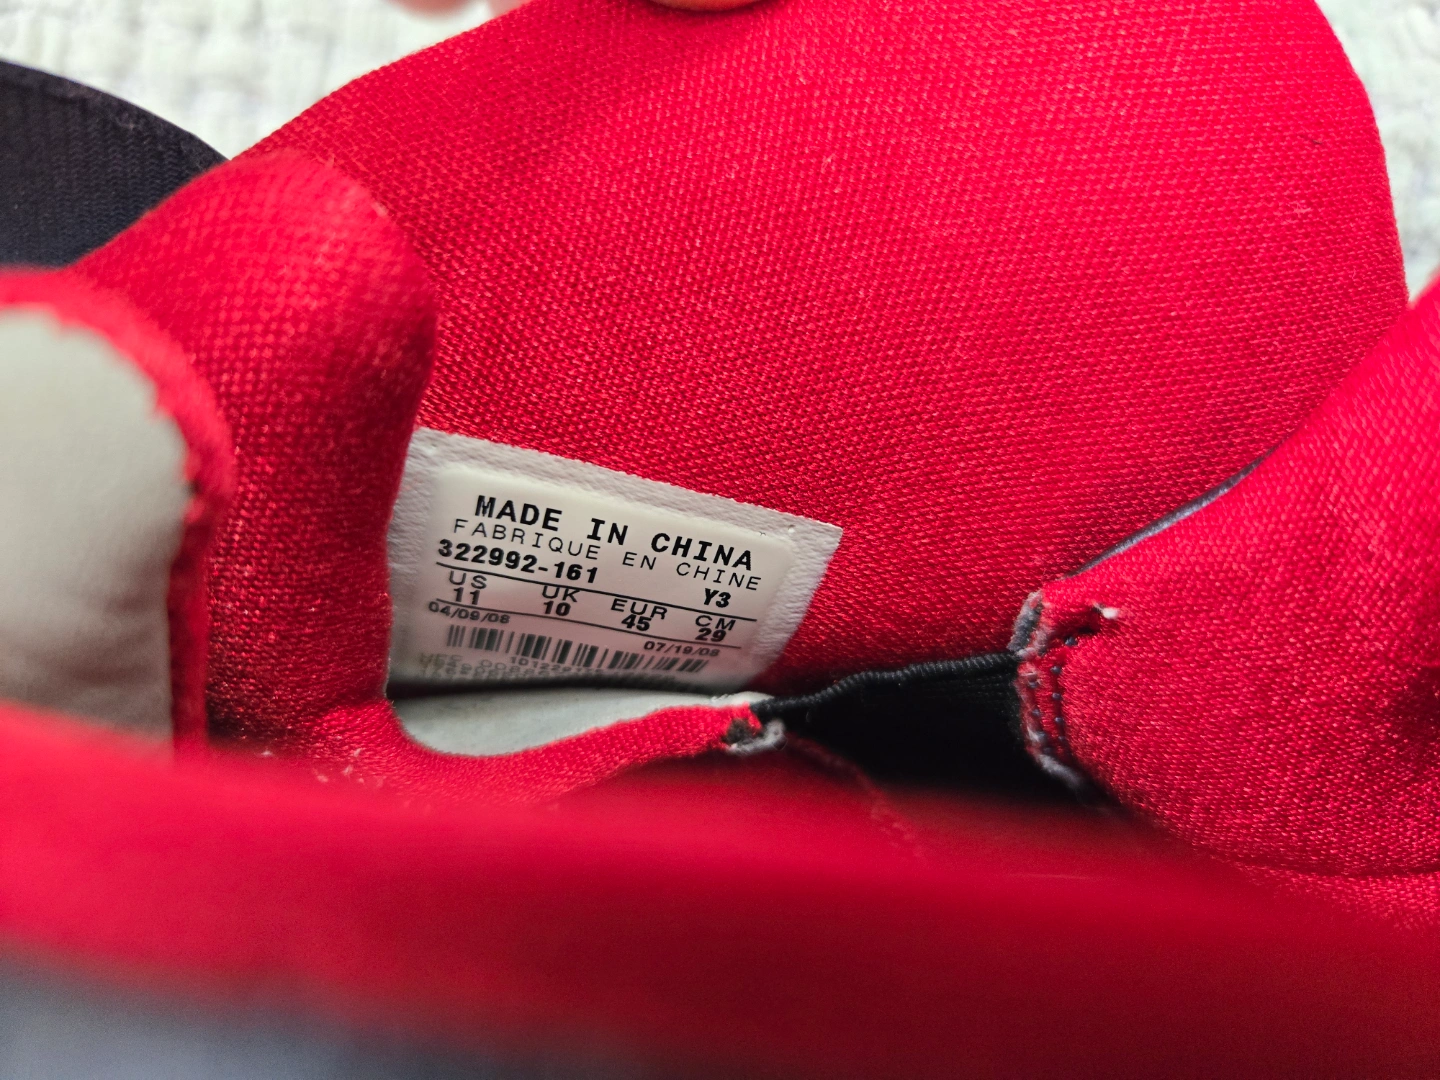 MADE IN CHINA
FABRIQUE EN CHINE
322992-161 Y3
US UK EUR CM
11 10 45 29
04/09/08 07/19/08